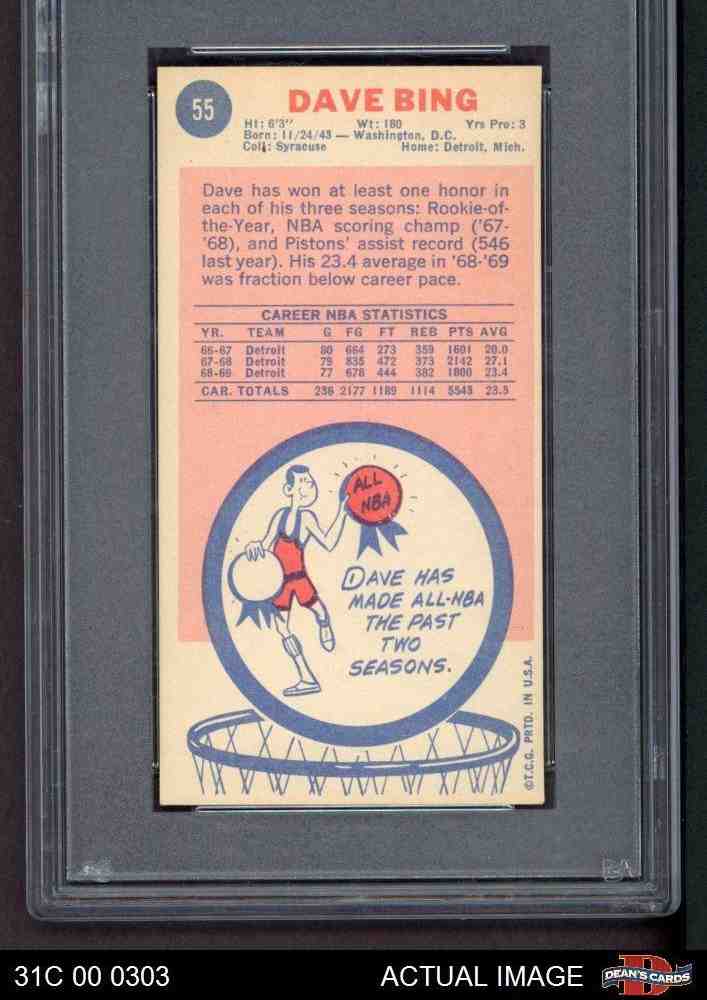 55
DAVE BING
Ht: 6'3" Wt: 180 Yrs Pro: 3
Born: 11/24/43 — Washington, D.C.
Coll: Syracuse Home: Detroit, Mich.
Dave has won at least one honor in
each of his three seasons: Rookie-of-
the-Year, NBA scoring champ ('67-
'68), and Pistons' assist record (546
last year). His 23.4 average in '68-'69
was fraction below career pace.
CAREER NBA STATISTICS
YR. TEAM G FG FT REB PTS AVG
66-67 Detroit 80 664 273 359 1601 20.0
67-68 Detroit 79 835 472 373 2142 27.1
68-69 Detroit 77 678 444 382 1800 23.4
CAR. TOTALS 236 2177 1189 1114 5543 23.5
ALL
NBA
DAVE HAS
MADE ALL-NBA
THE PAST
TWO
SEASONS.
©T.C.G. PRTD. IN U.S.A.
31C 00 0303 ACTUAL IMAGE
DEAN'S CARDS